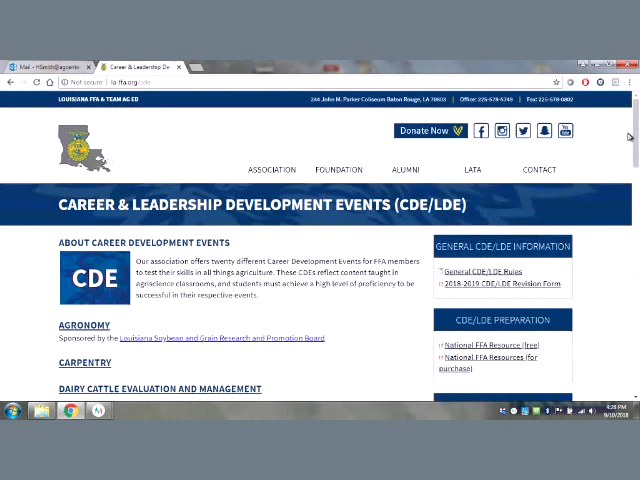 Mail - HSmith@agcenter
Career & Leadership De
Not secure | la-ffa.org/cde
LOUISIANA FFA & TEAM AG ED
244 John M. Parker Coliseum Baton Rouge, LA 70803 | Office: 225-578-5749 | Fax: 225-578-0802
Donate Now
You
Tube
ASSOCIATION
FOUNDATION
ALUMNI
LATA
CONTACT
CAREER & LEADERSHIP DEVELOPMENT EVENTS (CDE/LDE)
ABOUT CAREER DEVELOPMENT EVENTS
CDE
Our association offers twenty different Career Development Events for FFA members
to test their skills in all things agriculture. These CDEs reflect content taught in
agriscience classrooms, and students must achieve a high level of proficiency to be
successful in their respective events.
AGRONOMY
Sponsored by the Louisiana Soybean and Grain Research and Promotion Board
CARPENTRY
DAIRY CATTLE EVALUATION AND MANAGEMENT
GENERAL CDE/LDE INFORMATION
General CDE/LDE Rules
2018-2019 CDE/LDE Revision Form
CDE/LDE PREPARATION
National FFA Resource (free)
National FFA Resources (for
purchase)
4:28 PM
9/10/2018